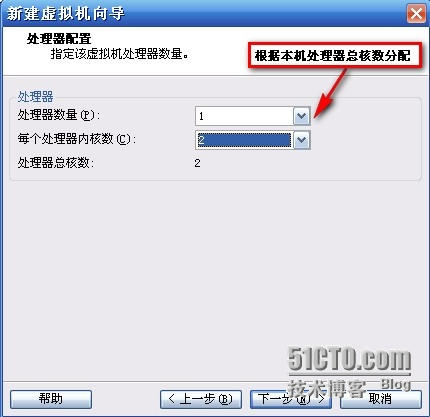 新建虚拟机向导
处理器配置
指定该虚拟机处理器数量。
根据本机处理器总核数分配
处理器
处理器数量(P): 1
每个处理器内核数(C): 2
处理器总核数: 2
51CTO.com
技术博客 Blog
帮助 < 上一步(B) 下一步(N) > 取消